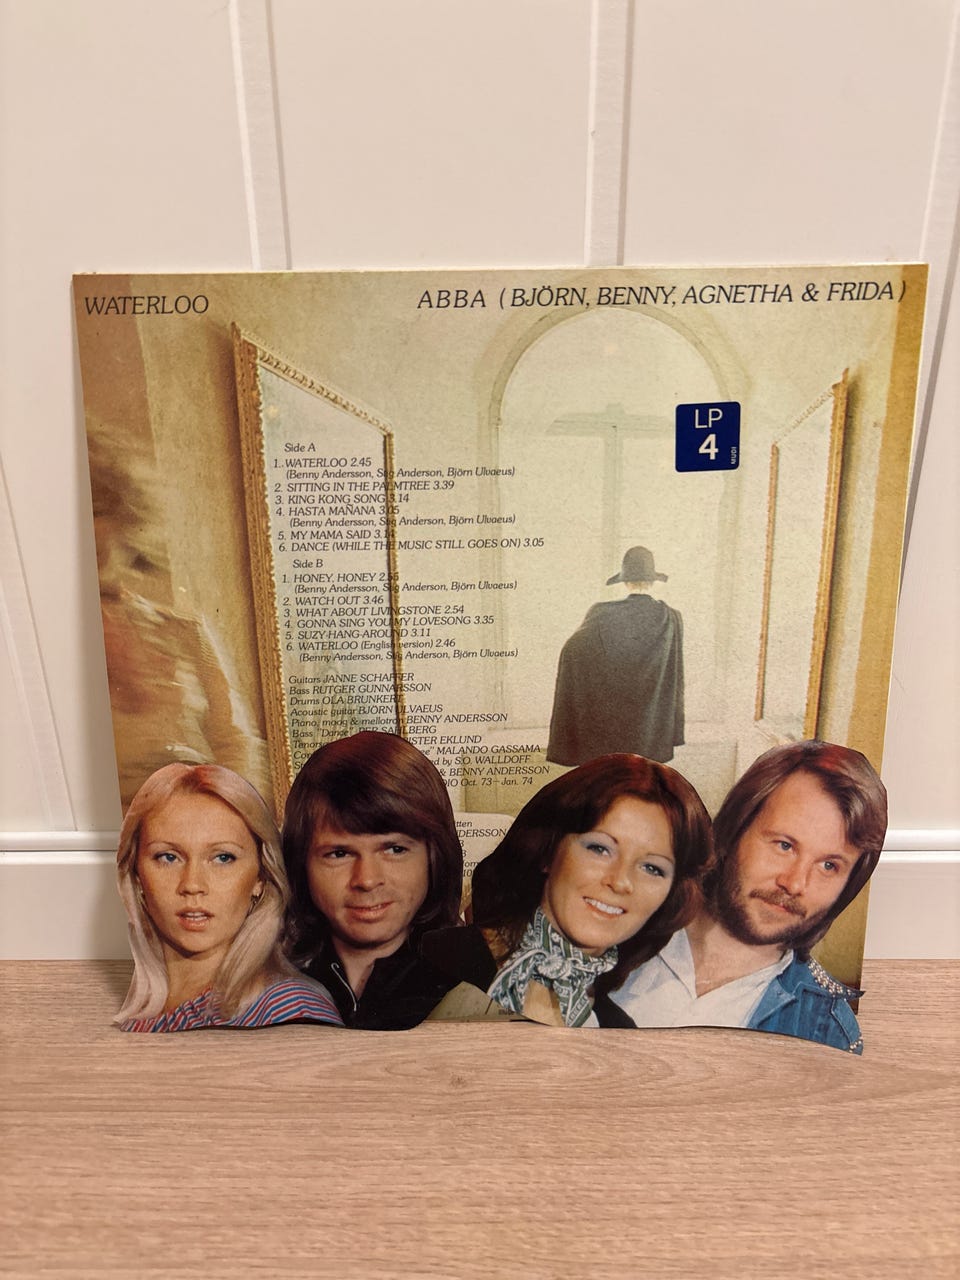 WATERLOO
ABBA (BJÖRN, BENNY, AGNETHA & FRIDA)
LP
4
MUDI
Side A
1. WATERLOO 2.45
(Benny Andersson, Stig Anderson, Björn Ulvaeus)
2. SITTING IN THE PALMTREE 3.39
3. KING KONG SONG 3.14
4. HASTA MAÑANA 3.05
(Benny Andersson, Stig Anderson, Björn Ulvaeus)
5. MY MAMA SAID 3.14
6. DANCE (WHILE THE MUSIC STILL GOES ON) 3.05
Side B
1. HONEY, HONEY 2.55
(Benny Andersson, Stig Anderson, Björn Ulvaeus)
2. WATCH OUT 3.46
3. WHAT ABOUT LIVINGSTONE 2.54
4. GONNA SING YOU MY LOVESONG 3.35
5. SUZY-HANG-AROUND 3.11
6. WATERLOO (English version) 2.46
(Benny Andersson, Stig Anderson, Björn Ulvaeus)
Guitars JANNE SCHAFFER
Bass RUTGER GUNNARSSON
Drums OLA BRUNKERT
Acoustic guitar BJÖRN ULVAEUS
Piano, moog & mellotron BENNY ANDERSSON
Bass "Dance" PER SAHLBERG
CHRISTER EKLUND
MALANDO GASSAMA
by S.O. WALLDOFF
& BENNY ANDERSSON
Oct. 73–Jan. 74